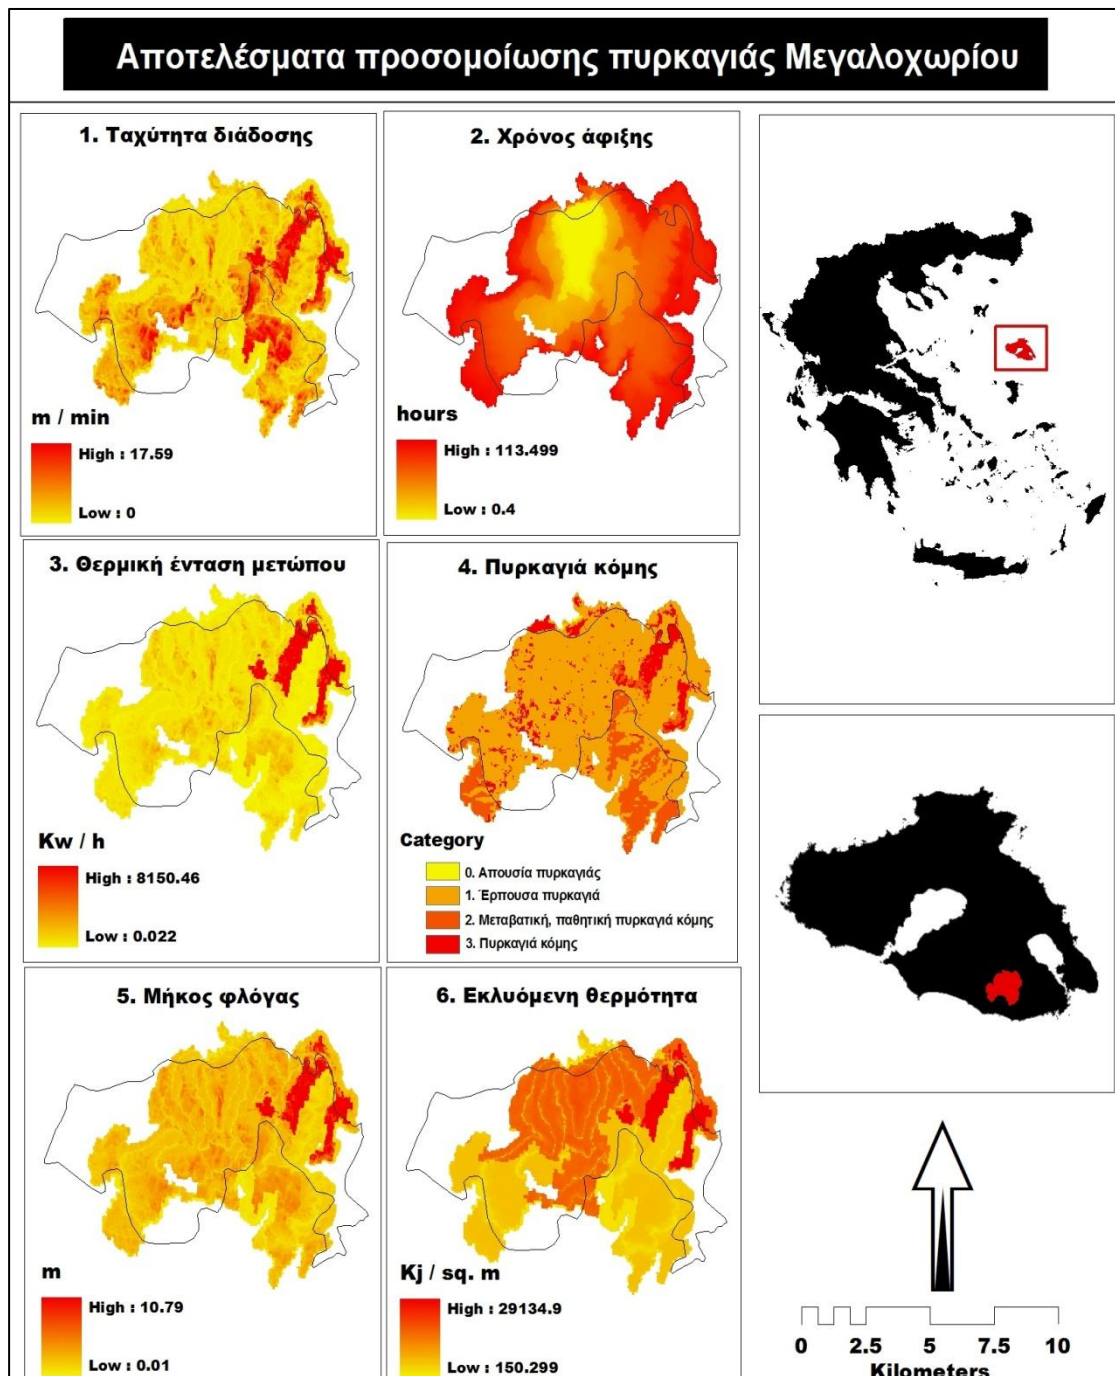 Αποτελέσματα προσομοίωσης πυρκαγιάς Μεγαλοχωρίου
1. Ταχύτητα διάδοσης
m / min
High : 17.59
Low : 0
2. Χρόνος άφιξης
hours
High : 113.499
Low : 0.4
3. Θερμική ένταση μετώπου
Kw / h
High : 8150.46
Low : 0.022
4. Πυρκαγιά κόμης
Category
0. Απουσία πυρκαγιάς
1. Έρπουσα πυρκαγιά
2. Μεταβατική, παθητική πυρκαγιά κόμης
3. Πυρκαγιά κόμης
5. Μήκος φλόγας
m
High : 10.79
Low : 0.01
6. Εκλυόμενη θερμότητα
Kj / sq. m
High : 29134.9
Low : 150.299
0 2.5 5 7.5 10
Kilometers